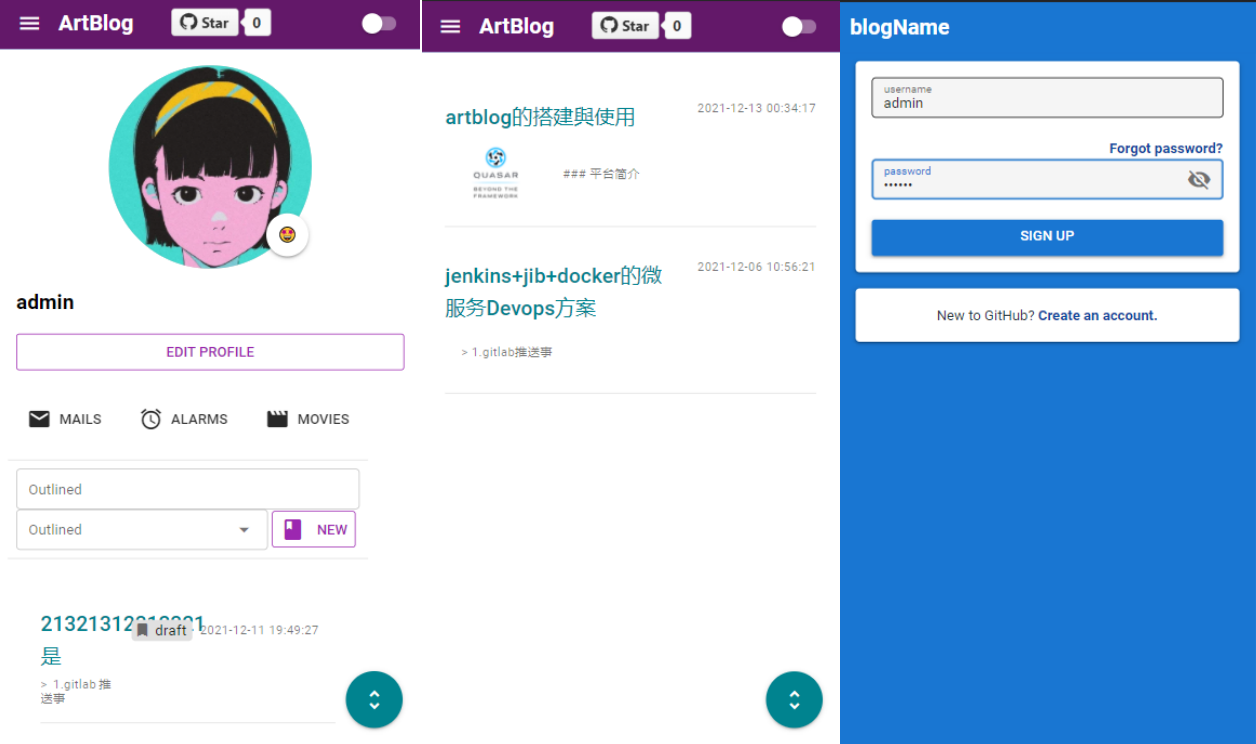 ArtBlog
Star
0
admin
EDIT PROFILE
MAILS
ALARMS
MOVIES
Outlined
Outlined
NEW
draft
2021-12-11 19:49:27
是
> 1.gitlab 推
送事
ArtBlog
Star
0
artblog的搭建與使用
2021-12-13 00:34:17
QUASAR
BEYOND THE
FRAMEWORK
### 平台簡介
jenkins+jib+docker的微
服务Devops方案
2021-12-06 10:56:21
> 1.gitlab推送事
blogName
username
admin
Forgot password?
password
••••••
SIGN UP
New to GitHub? Create an account.